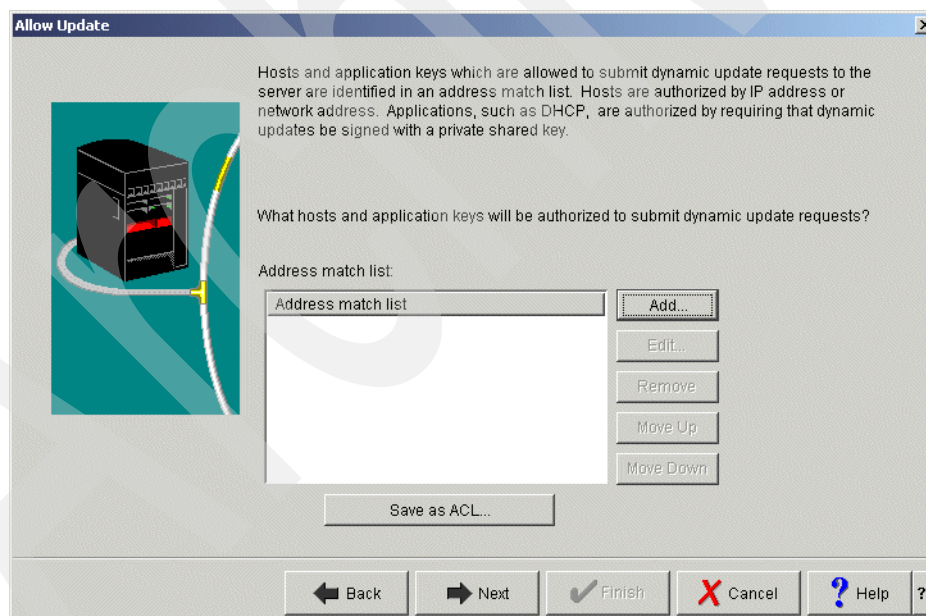 Allow Update
Hosts and application keys which are allowed to submit dynamic update requests to the
server are identified in an address match list. Hosts are authorized by IP address or
network address. Applications, such as DHCP, are authorized by requiring that dynamic
updates be signed with a private shared key.
What hosts and application keys will be authorized to submit dynamic update requests?
Address match list:
Address match list
Add...
Edit...
Remove
Move Up
Move Down
Save as ACL...
Back
Next
Finish
Cancel
? Help
?